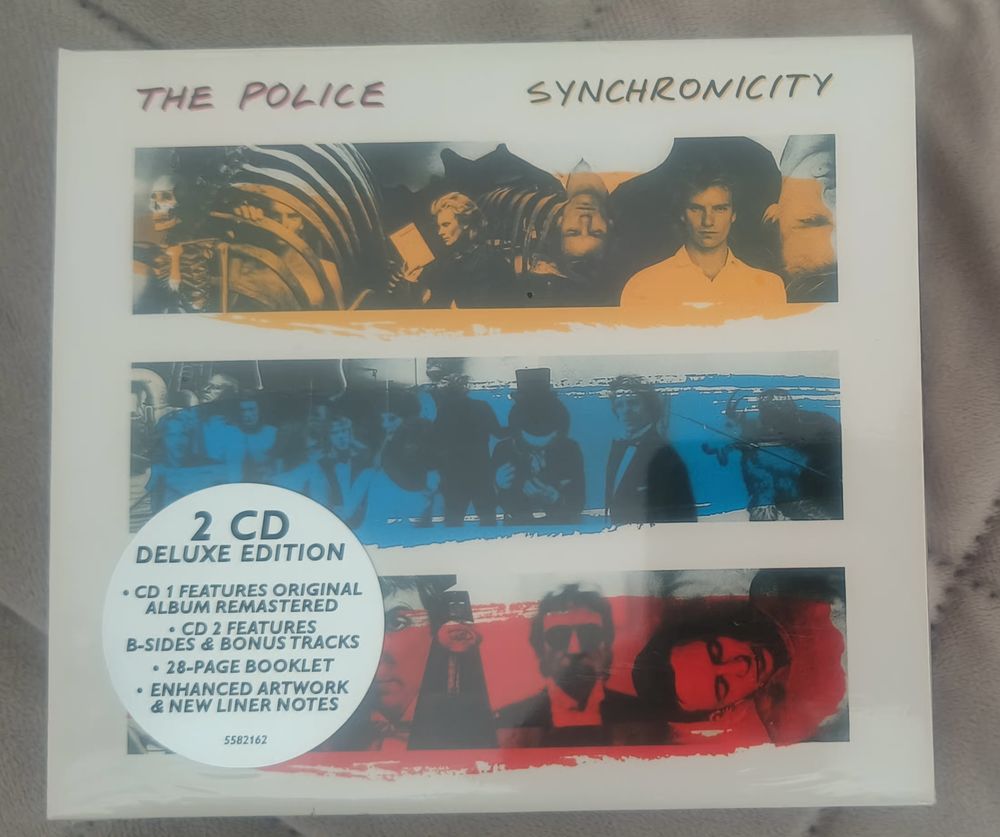 THE POLICE SYNCHRONICITY
2 CD
DELUXE EDITION
• CD 1 FEATURES ORIGINAL
ALBUM REMASTERED
• CD 2 FEATURES
B-SIDES & BONUS TRACKS
• 28-PAGE BOOKLET
• ENHANCED ARTWORK
& NEW LINER NOTES
5582162